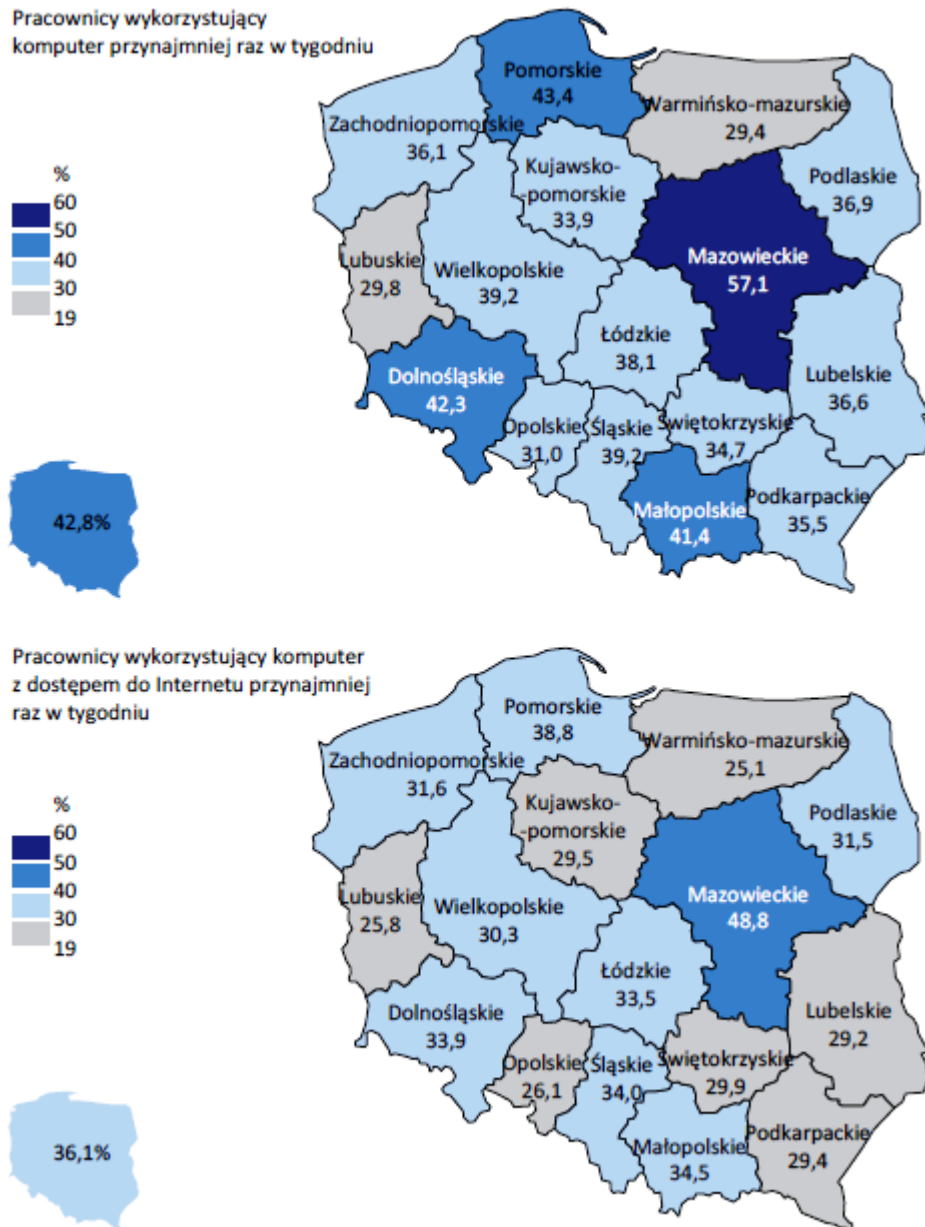 Pracownicy wykorzystujący
komputer przynajmniej raz w tygodniu
%
60
50
40
30
19
Pomorskie
43,4
Warmińsko-mazurskie
29,4
Zachodniopomorskie
36,1
Kujawsko-
-pomorskie
33,9
Podlaskie
36,9
Lubuskie
29,8
Wielkopolskie
39,2
Mazowieckie
57,1
Łódzkie
38,1
Dolnośląskie
42,3
Lubelskie
36,6
Opolskie
31,0
Śląskie
39,2
Świętokrzyskie
34,7
Małopolskie
41,4
Podkarpackie
35,5
42,8%
Pracownicy wykorzystujący komputer
z dostępem do Internetu przynajmniej
raz w tygodniu
%
60
50
40
30
19
Pomorskie
38,8
Warmińsko-mazurskie
25,1
Zachodniopomorskie
31,6
Kujawsko-
-pomorskie
29,5
Podlaskie
31,5
Lubuskie
25,8
Wielkopolskie
30,3
Mazowieckie
48,8
Łódzkie
33,5
Dolnośląskie
33,9
Lubelskie
29,2
Opolskie
26,1
Śląskie
34,0
Świętokrzyskie
29,9
Małopolskie
34,5
Podkarpackie
29,4
36,1%